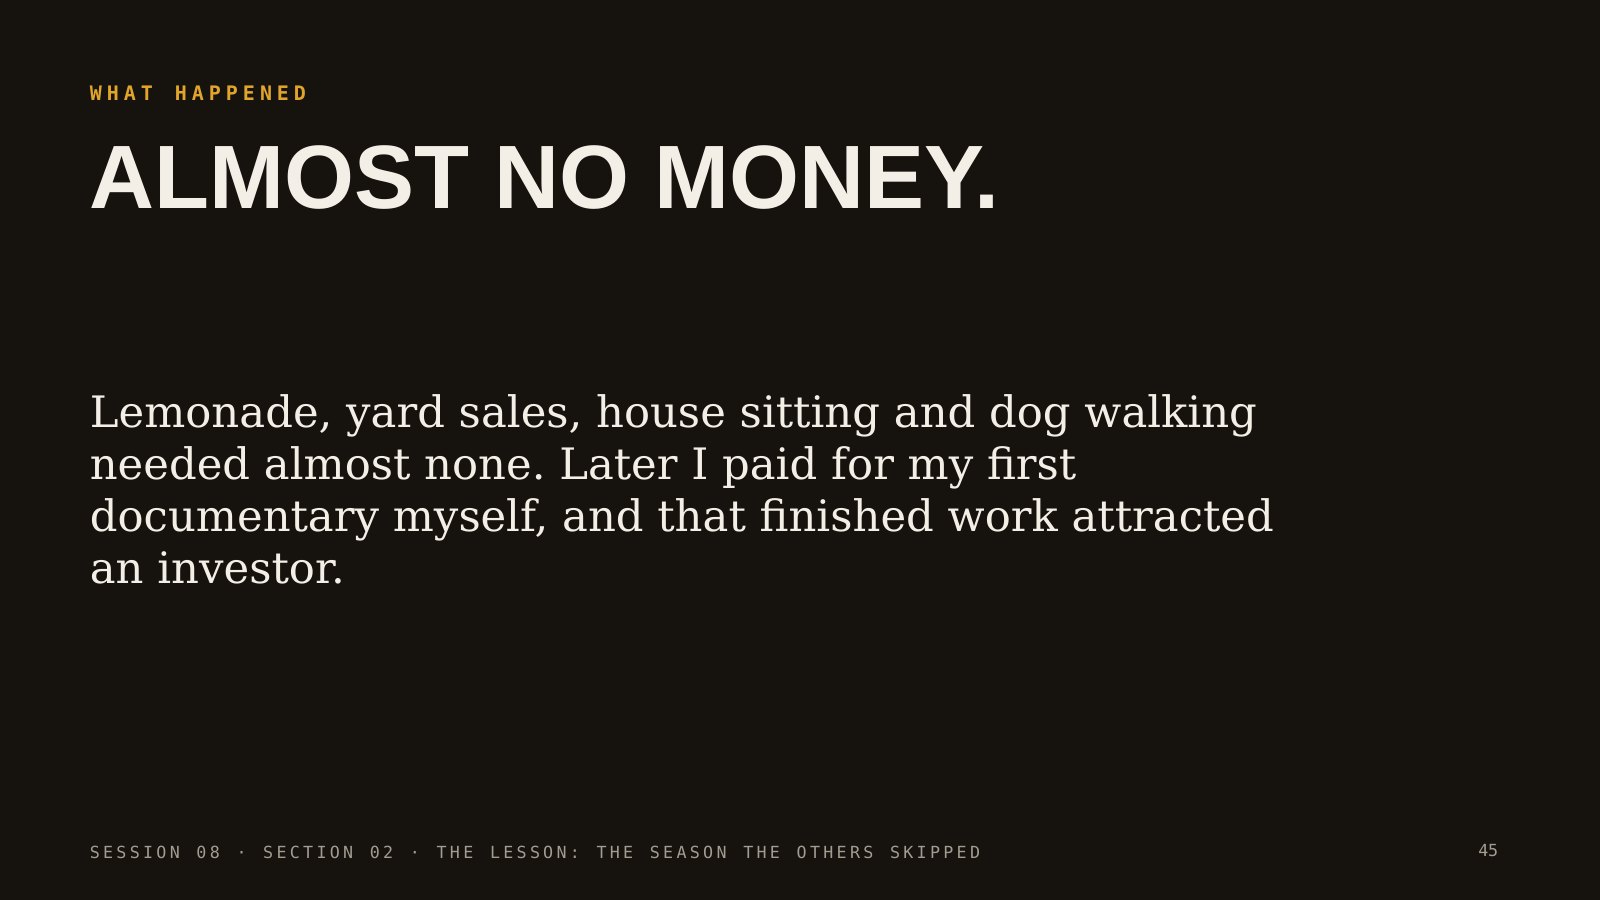 WHAT HAPPENED
ALMOST NO MONEY.
Lemonade, yard sales, house sitting and dog walking
needed almost none. Later I paid for my first
documentary myself, and that finished work attracted
an investor.
SESSION 08 · SECTION 02 · THE LESSON: THE SEASON THE OTHERS SKIPPED
45